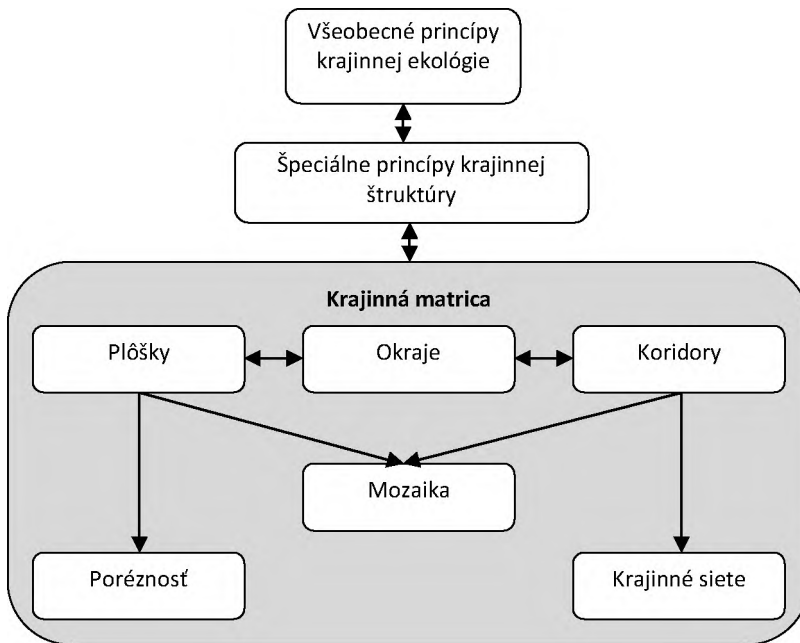 Všeobecné princípy
krajinnej ekológie
Špeciálne princípy krajinnej
štruktúry
Krajinná matrica
Plôšky
Okraje
Koridory
Mozaika
Poréznosť
Krajinné siete